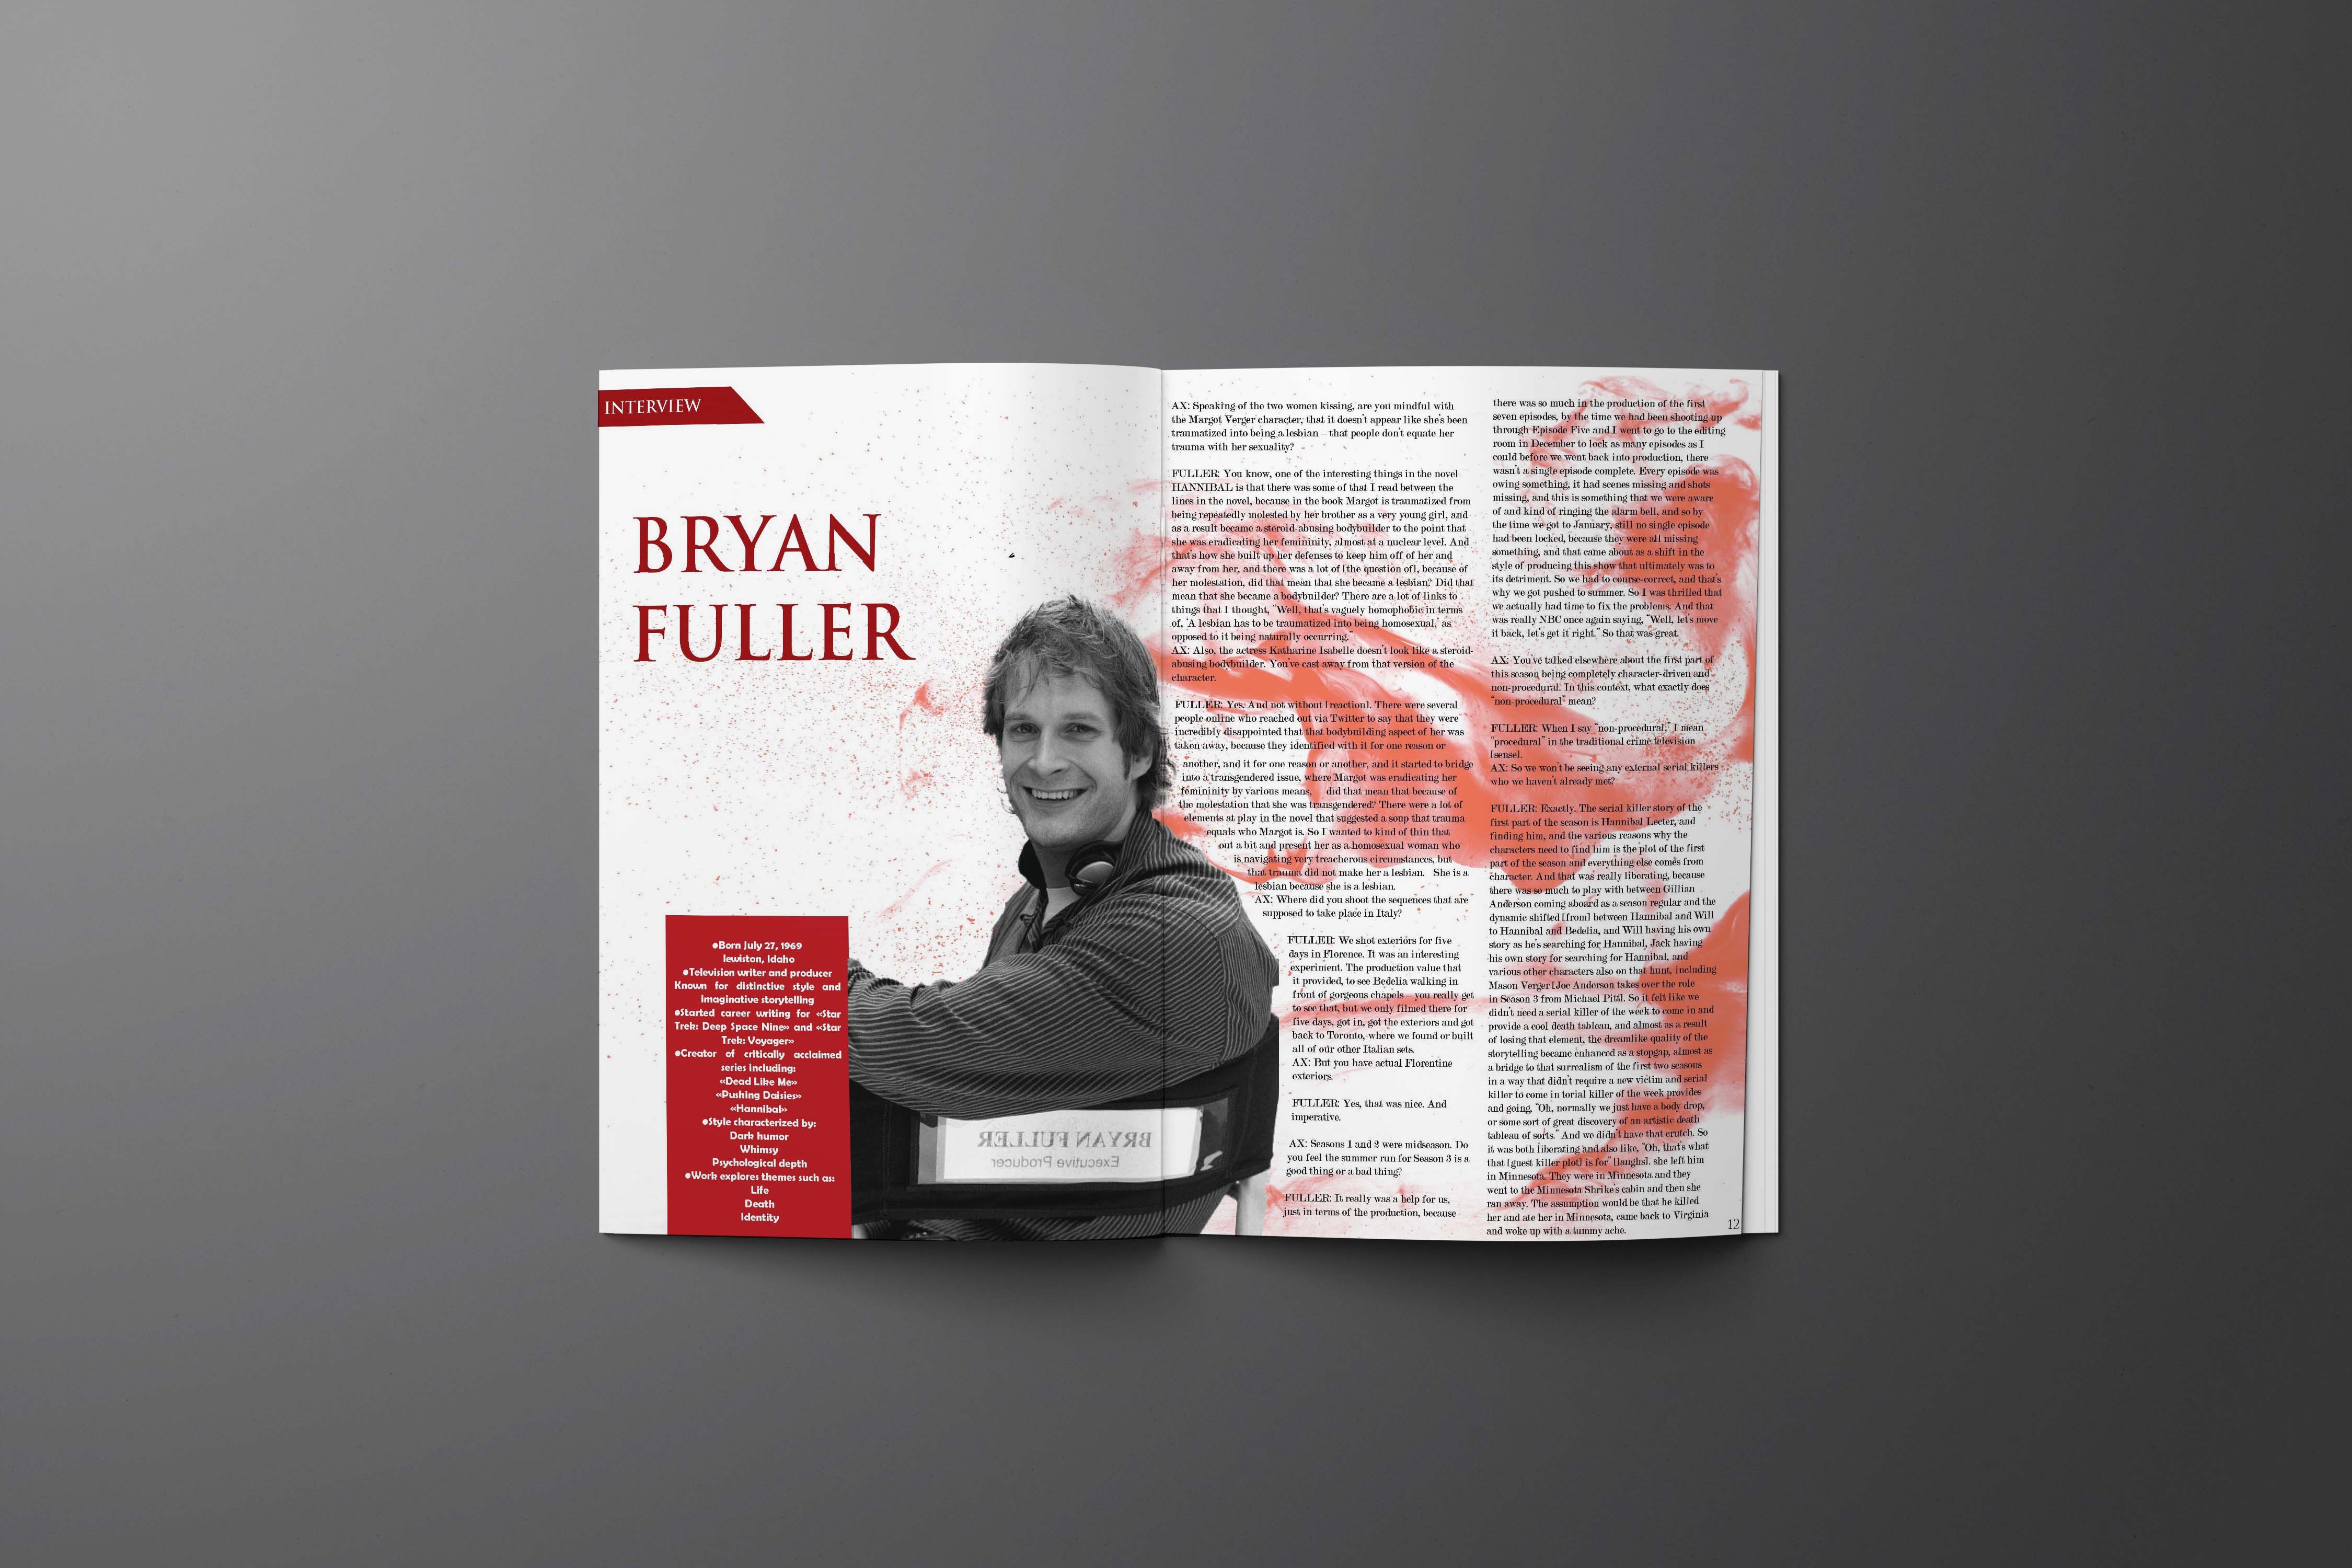 INTERVIEW
BRYAN
FULLER
•Born July 27, 1969
lewiston, Idaho
•Television writer and producer
Known for distinctive style and
imaginative storytelling
•Started career writing for «Star
Trek: Deep Space Nine» and «Star
Trek: Voyager»
•Creator of critically acclaimed
series including:
«Dead Like Me»
«Pushing Daisies»
«Hannibal»
•Style characterized by:
Dark humor
Whimsy
Psychological depth
•Work explores themes such as:
Life
Death
Identity
BRYAN FULLER
Executive Producer
AX: Speaking of the two women kissing, are you mindful with
the Margot Verger character, that it doesn't appear like she's been
traumatized into being a lesbian – that people don't equate her
trauma with her sexuality?
FULLER: You know, one of the interesting things in the novel
HANNIBAL is that there was some of that I read between the
lines in the novel, because in the book Margot is traumatized from
being repeatedly molested by her brother as a very young girl, and
as a result became a steroid-abusing bodybuilder to the point that
she was eradicating her femininity, almost at a nuclear level. And
that's how she built up her defenses to keep him off of her and
away from her, and there was a lot of [the question of], because of
her molestation, did that mean that she became a lesbian? Did that
mean that she became a bodybuilder? There are a lot of links to
things that I thought, "Well, that's vaguely homophobic in terms
of, 'A lesbian has to be traumatized into being homosexual,' as
opposed to it being naturally occurring."
AX: Also, the actress Katharine Isabelle doesn't look like a steroid-
abusing bodybuilder. You've cast away from that version of the
character.
FULLER: Yes. And not without [reaction]. There were several
people online who reached out via Twitter to say that they were
incredibly disappointed that that bodybuilding aspect of her was
taken away, because they identified with it for one reason or
another, and it for one reason or another, and it started to bridge
into a transgendered issue, where Margot was eradicating her
femininity by various means, did that mean that because of
the molestation that she was transgendered? There were a lot of
elements at play in the novel that suggested a soup that trauma
equals who Margot is. So I wanted to kind of thin that
out a bit and present her as a homosexual woman who
is navigating very treacherous circumstances, but
that trauma did not make her a lesbian. She is a
lesbian because she is a lesbian.
AX: Where did you shoot the sequences that are
supposed to take place in Italy?
FULLER: We shot exteriors for five
days in Florence. It was an interesting
experiment. The production value that
it provided, to see Bedelia walking in
front of gorgeous chapels – you really get
to see that, but we only filmed there for
five days, got in, got the exteriors and got
back to Toronto, where we found or built
all of our other Italian sets.
AX: But you have actual Florentine
exteriors.
FULLER: Yes, that was nice. And
imperative.
AX: Seasons 1 and 2 were midseason. Do
you feel the summer run for Season 3 is a
good thing or a bad thing?
FULLER: It really was a help for us,
just in terms of the production, because
there was so much in the production of the first
seven episodes, by the time we had been shooting up
through Episode Five and I went to go to the editing
room in December to lock as many episodes as I
could before we went back into production, there
wasn't a single episode complete. Every episode was
owing something, it had scenes missing and shots
missing, and this is something that we were aware
of and kind of ringing the alarm bell, and so by
the time we got to January, still no single episode
had been locked, because they were all missing
something, and that came about as a shift in the
style of producing this show that ultimately was to
its detriment. So we had to course-correct, and that's
why we got pushed to summer. So I was thrilled that
we actually had time to fix the problems. And that
was really NBC once again saying, "Well, let's move
it back, let's get it right." So that was great.
AX: You've talked elsewhere about the first part of
this season being completely character-driven and
non-procedural. In this context, what exactly does
"non-procedural" mean?
FULLER: When I say "non-procedural," I mean
"procedural" in the traditional crime television
[sense].
AX: So we won't be seeing any external serial killers
who we haven't already met?
FULLER: Exactly. The serial killer story of the
first part of the season is Hannibal Lecter, and
finding him, and the various reasons why the
characters need to find him is the plot of the first
part of the season and everything else comes from
character. And that was really liberating, because
there was so much to play with between Gillian
Anderson coming aboard as a season regular and the
dynamic shifted [from] between Hannibal and Will
to Hannibal and Bedelia, and Will having his own
story as he's searching for Hannibal, Jack having
his own story for searching for Hannibal, and
various other characters also on that hunt, including
Mason Verger [Joe Anderson takes over the role
in Season 3 from Michael Pitt]. So it felt like we
didn't need a serial killer of the week to come in and
provide a cool death tableau, and almost as a result
of losing that element, the dreamlike quality of the
storytelling became enhanced as a stopgap, almost as
a bridge to that surrealism of the first two seasons
in a way that didn't require a new victim and serial
killer to come in torial killer of the week provides
and going, "Oh, normally we just have a body drop,
or some sort of great discovery of an artistic death
tableau of sorts." And we didn't have that crutch. So
it was both liberating and also like, "Oh, that's what
that [guest killer plot] is for" [laughs]. she left him
in Minnesota. They were in Minnesota and they
went to the Minnesota Shrike's cabin and then she
ran away. The assumption would be that he killed
her and ate her in Minnesota, came back to Virginia
and woke up with a tummy ache.
12